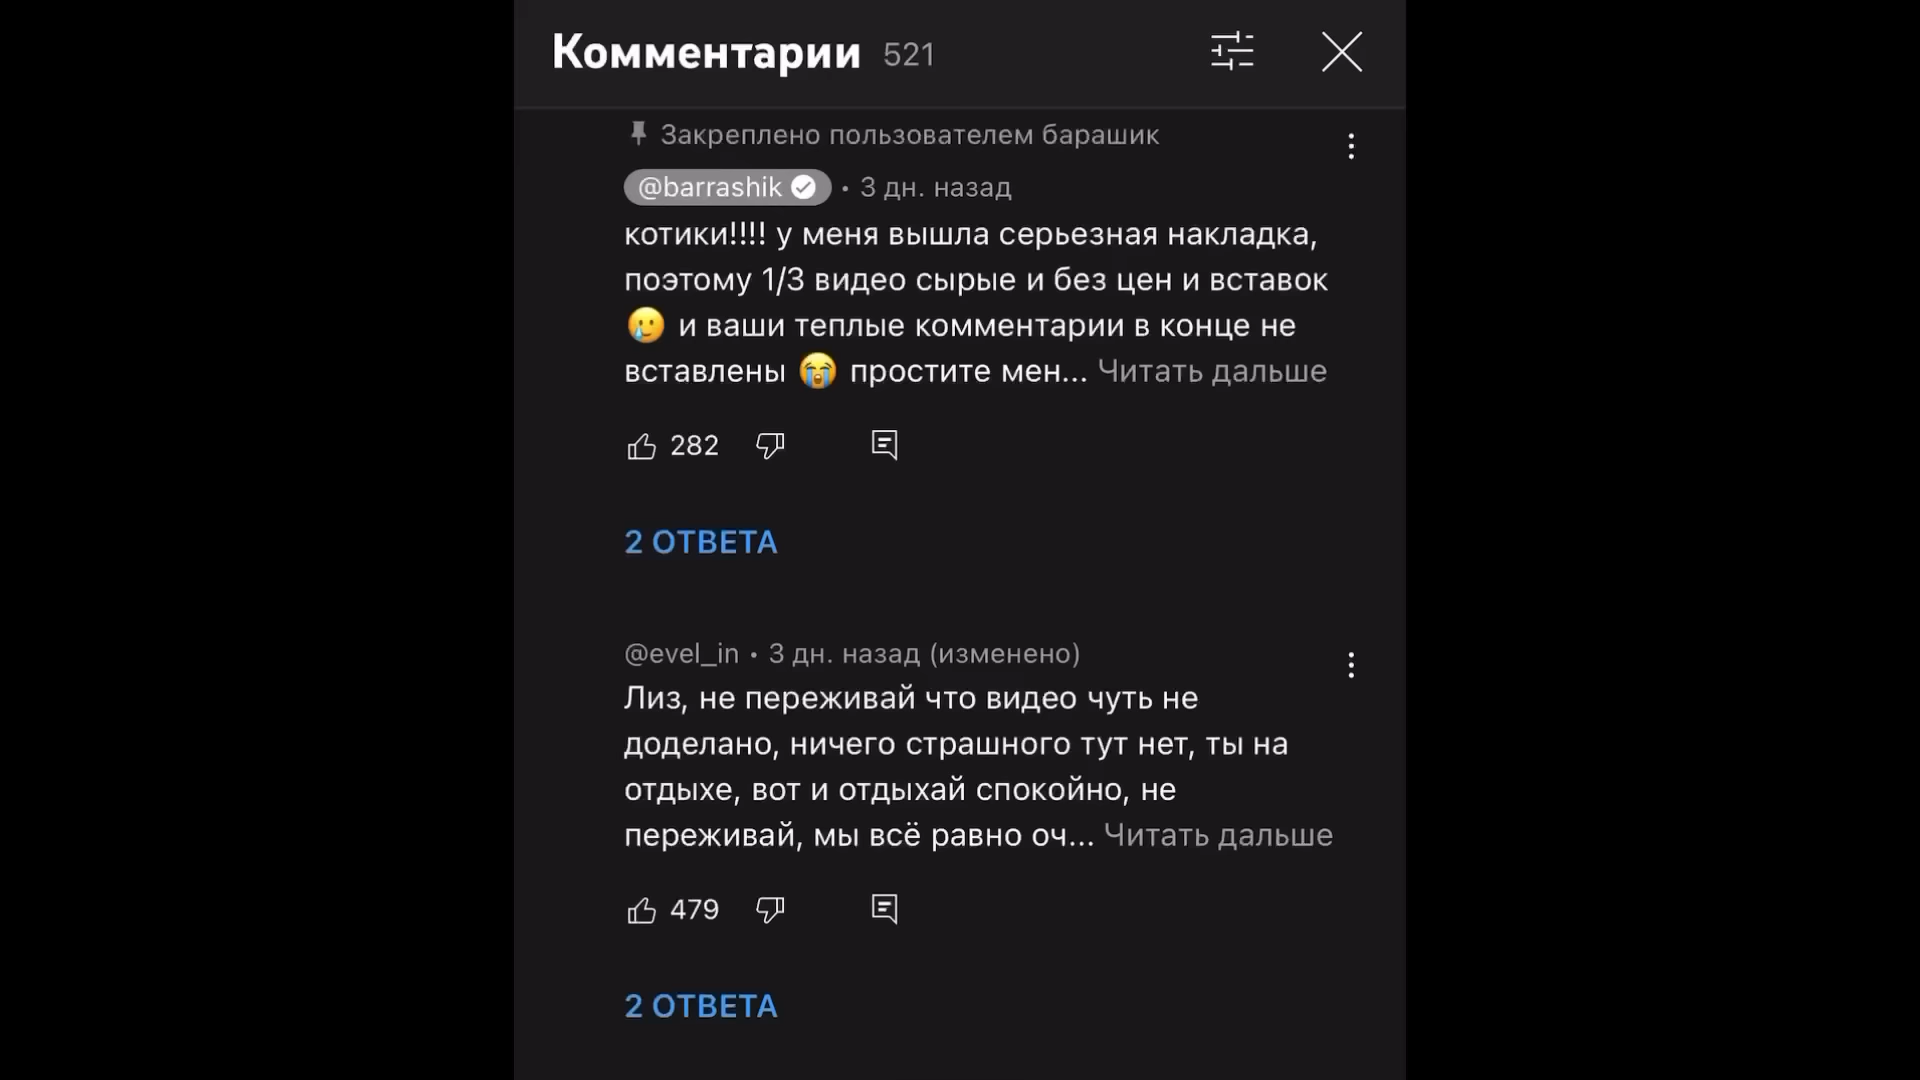 Комментарии 521
Закреплено пользователем барашик
@barrashik • 3 дн. назад
котики!!!! у меня вышла серьезная накладка,
поэтому 1/3 видео сырые и без цен и вставок
🥲 и ваши теплые комментарии в конце не
вставлены 😭 простите мен... Читать дальше
282
2 ОТВЕТА
@evel_in • 3 дн. назад (изменено)
Лиз, не переживай что видео чуть не
доделано, ничего страшного тут нет, ты на
отдыхе, вот и отдыхай спокойно, не
переживай, мы всё равно оч... Читать дальше
479
2 ОТВЕТА